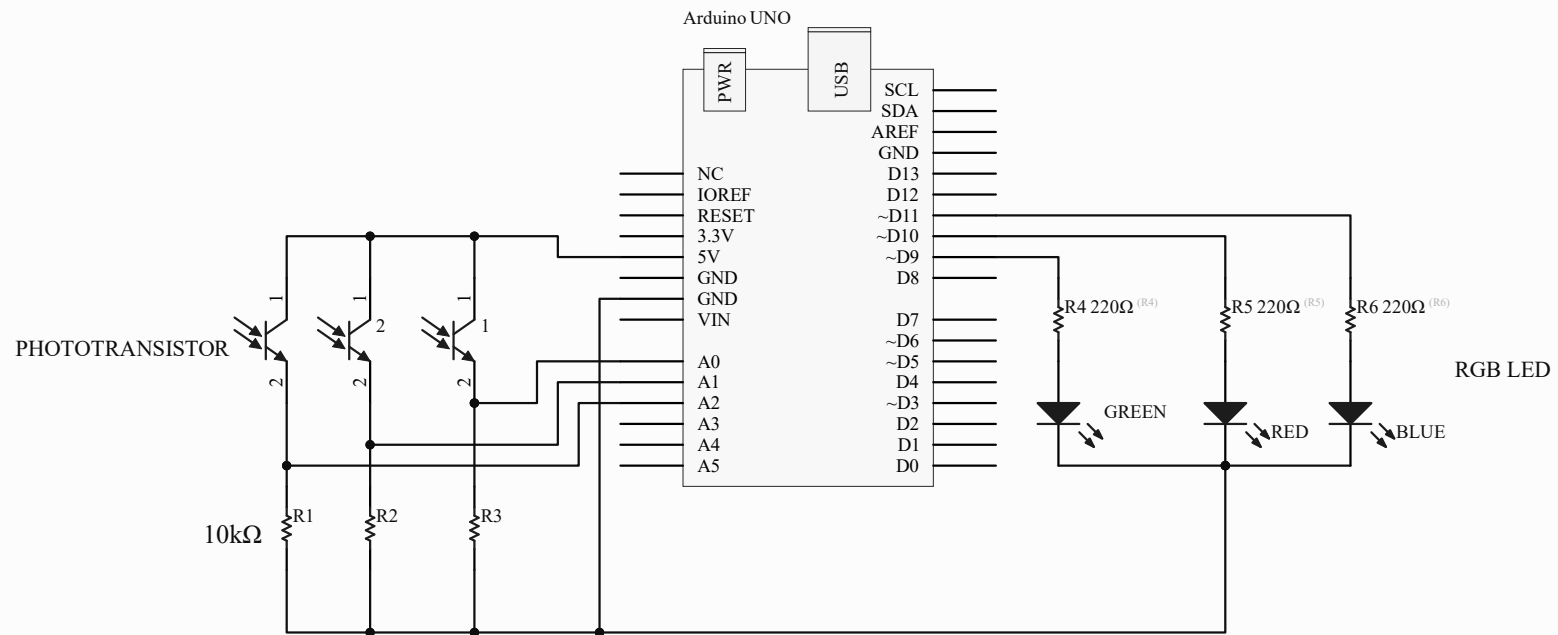 Arduino UNO
PWR
USB
SCL
SDA
AREF
GND
NC
D13
IOREF
D12
RESET
~D11
3.3V
~D10
5V
~D9
GND
D8
GND
VIN
D7
~D6
A0
~D5
A1
D4
A2
~D3
A3
D2
A4
D1
A5
D0
1
1
1
2
1
PHOTOTRANSISTOR
2
2
2
R4 220Ω (R4)
R5 220Ω (R5)
R6 220Ω (R6)
RGB LED
GREEN
RED
BLUE
R1
R2
R3
10kΩ